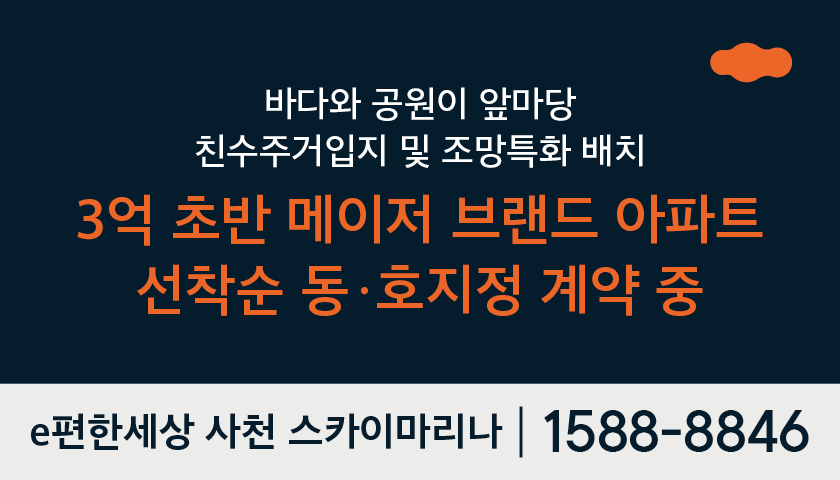 바다와 공원이 앞마당
친수주거입지 및 조망특화 배치
3억 초반 메이저 브랜드 아파트
선착순 동·호지정 계약 중
e편한세상 사천 스카이마리나 | 1588-8846